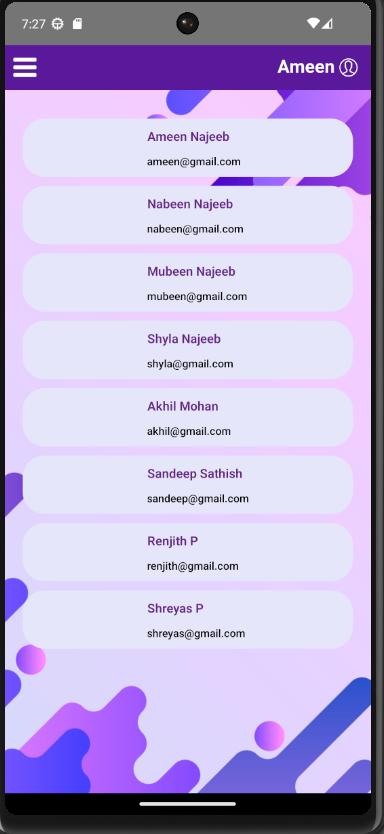 7:27
Ameen
Ameen Najeeb
ameen@gmail.com
Nabeen Najeeb
nabeen@gmail.com
Mubeen Najeeb
mubeen@gmail.com
Shyla Najeeb
shyla@gmail.com
Akhil Mohan
akhil@gmail.com
Sandeep Sathish
sandeep@gmail.com
Renjith P
renjith@gmail.com
Shreyas P
shreyas@gmail.com